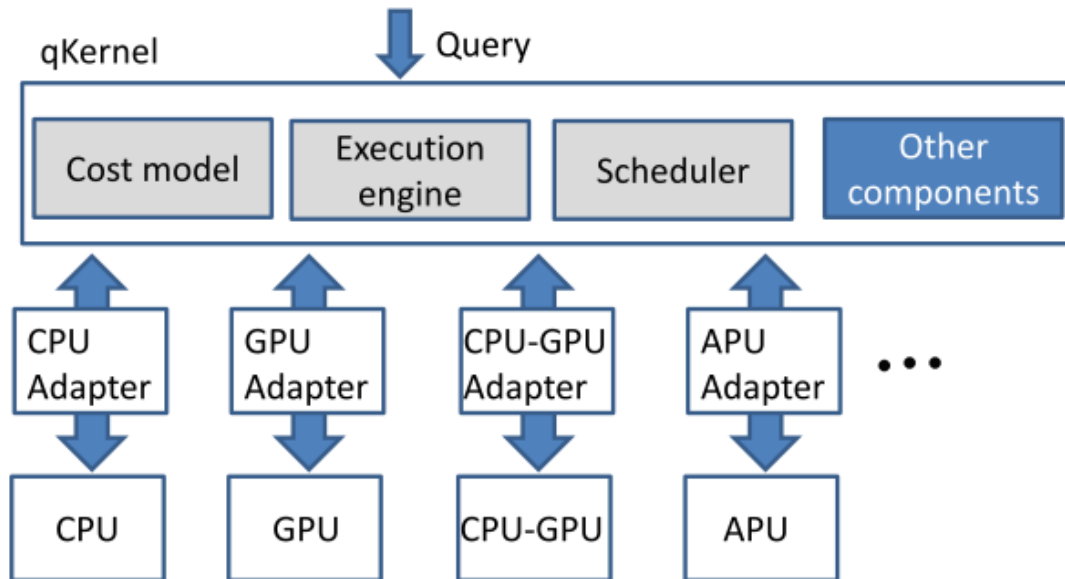 qKernel
Query
Cost model
Execution
engine
Scheduler
Other
components
CPU
Adapter
GPU
Adapter
CPU-GPU
Adapter
APU
Adapter
...
CPU
GPU
CPU-GPU
APU